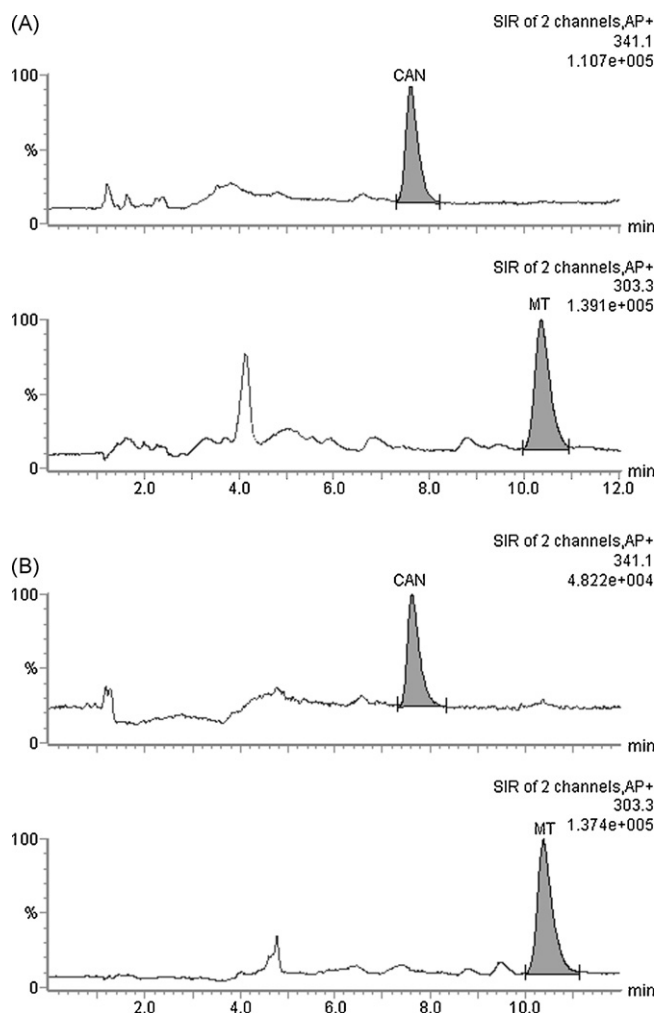 (A)
SIR of 2 channels,AP+
341.1
1.107e+005
100
CAN
%
0
min
SIR of 2 channels,AP+
303.3
1.391e+005
100
MT
%
0
min
2.0 4.0 6.0 8.0 10.0 12.0
(B)
SIR of 2 channels,AP+
341.1
4.822e+004
100
CAN
%
0
min
SIR of 2 channels,AP+
303.3
1.374e+005
100
MT
%
0
min
2.0 4.0 6.0 8.0 10.0